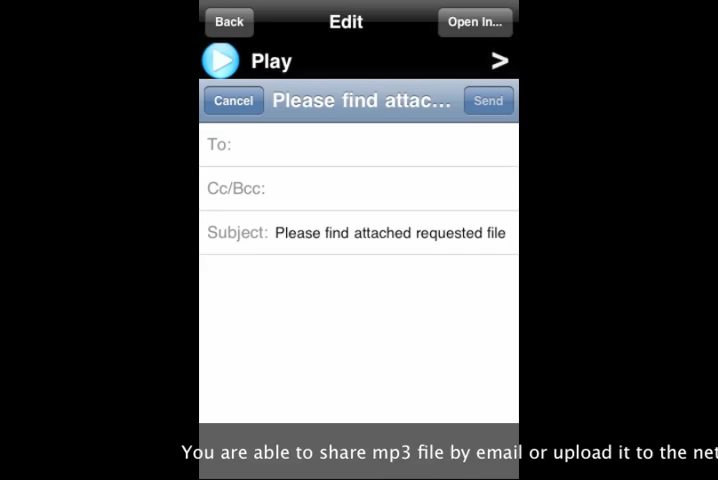 Back Edit Open In...
Play >
Cancel Please find attac... Send
To:
Cc/Bcc:
Subject: Please find attached requested file
You are able to share mp3 file by email or upload it to the net